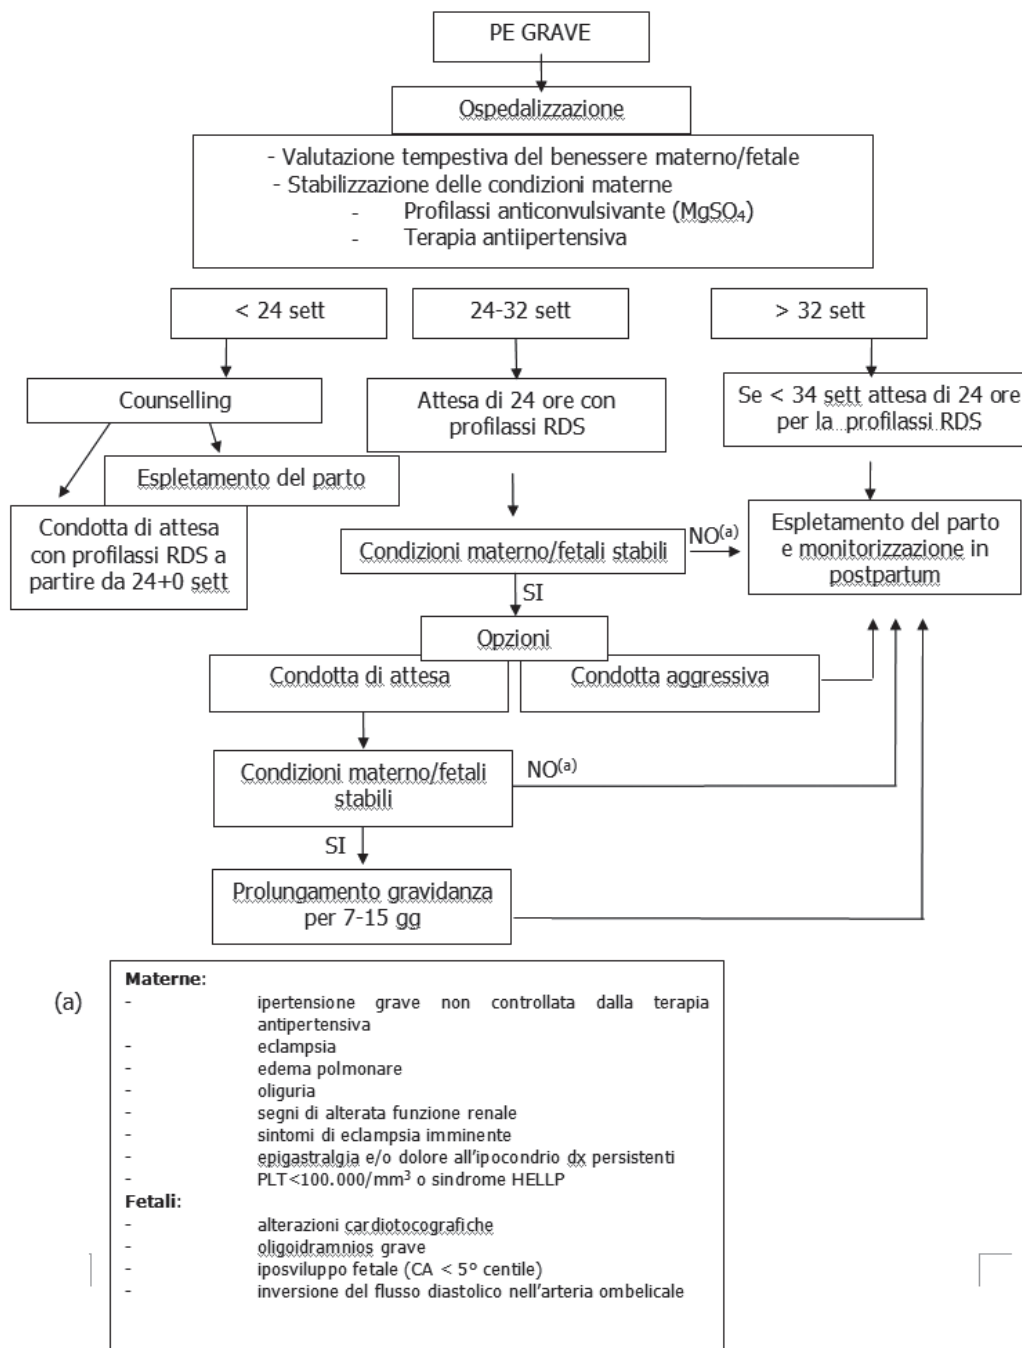 PE GRAVE
Ospedalizzazione
- Valutazione tempestiva del benessere materno/fetale
- Stabilizzazione delle condizioni materne
- Profilassi anticonvulsivante (MgSO₄)
- Terapia antiipertensiva
< 24 sett
24-32 sett
> 32 sett
Counselling
Attesa di 24 ore con
profilassi RDS
Se < 34 sett attesa di 24 ore
per la profilassi RDS
Espletamento del parto
Condotta di attesa
con profilassi RDS a
partire da 24+0 sett
Condizioni materno/fetali stabili
NO(a)
Espletamento del parto
e monitorizzazione in
postpartum
SI
Opzioni
Condotta di attesa
Condotta aggressiva
Condizioni materno/fetali
stabili
NO(a)
SI
Prolungamento gravidanza
per 7-15 gg
(a)
Materne:
- ipertensione grave non controllata dalla terapia
antipertensiva
- eclampsia
- edema polmonare
- oliguria
- segni di alterata funzione renale
- sintomi di eclampsia imminente
- epigastralgia e/o dolore all'ipocondrio dx persistenti
- PLT<100.000/mm³ o sindrome HELLP
Fetali:
- alterazioni cardiotocografiche
- oligoidramnios grave
- iposviluppo fetale (CA < 5° centile)
- inversione del flusso diastolico nell'arteria ombelicale